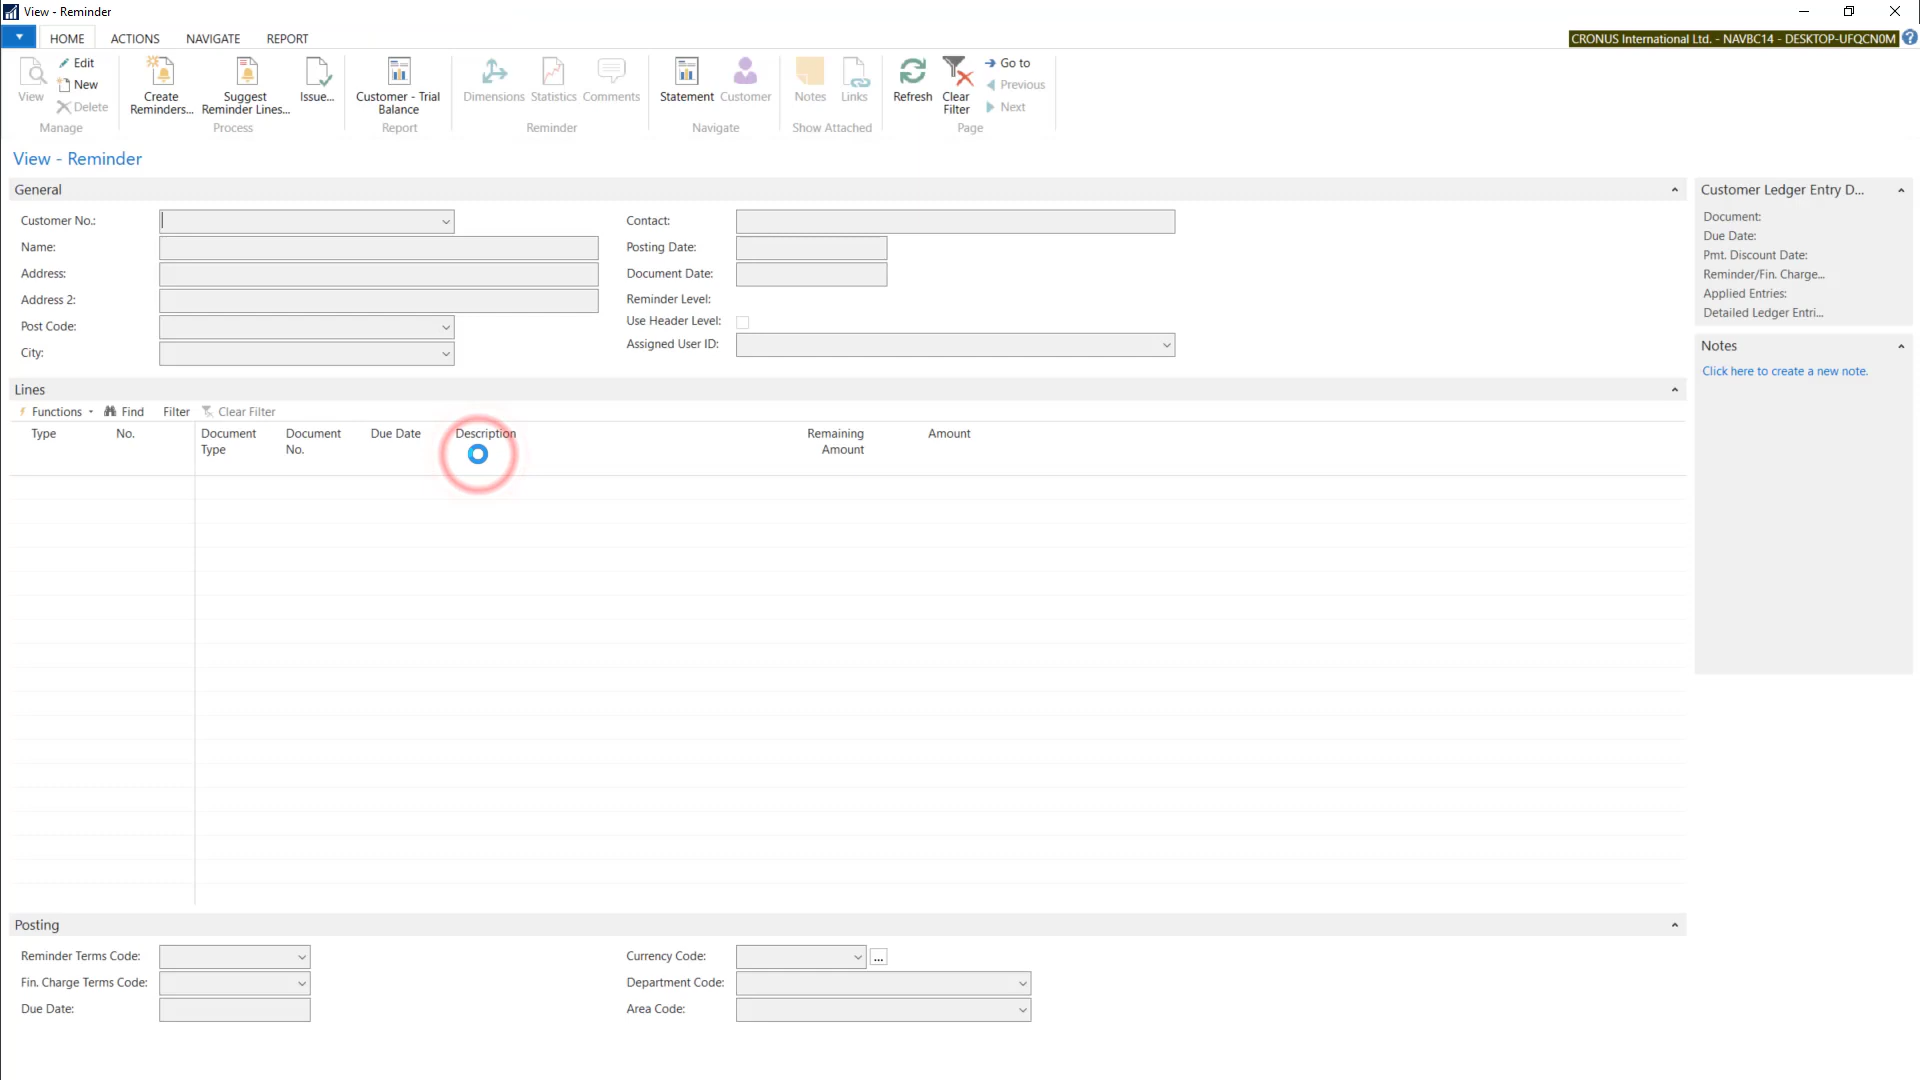 View - Reminder
HOME ACTIONS NAVIGATE REPORT
CRONUS International Ltd. - NAVBC14 - DESKTOP-UFQCN0M
View
Edit
New
Delete
Manage
Create Reminders...
Suggest Reminder Lines...
Issue...
Process
Customer - Trial Balance
Report
Dimensions
Statistics
Comments
Reminder
Statement
Customer
Navigate
Notes
Links
Show Attached
Refresh
Clear Filter
Go to
Previous
Next
Page
View - Reminder
General
Customer No.:
Name:
Address:
Address 2:
Post Code:
City:
Contact:
Posting Date:
Document Date:
Reminder Level:
Use Header Level:
Assigned User ID:
Lines
Functions Find Filter Clear Filter
Type No. Document Type Document No. Due Date Description Remaining Amount Amount
Posting
Reminder Terms Code:
Fin. Charge Terms Code:
Due Date:
Currency Code:
...
Department Code:
Area Code:
Customer Ledger Entry D...
Document:
Due Date:
Pmt. Discount Date:
Reminder/Fin. Charge...
Applied Entries:
Detailed Ledger Entri...
Notes
Click here to create a new note.